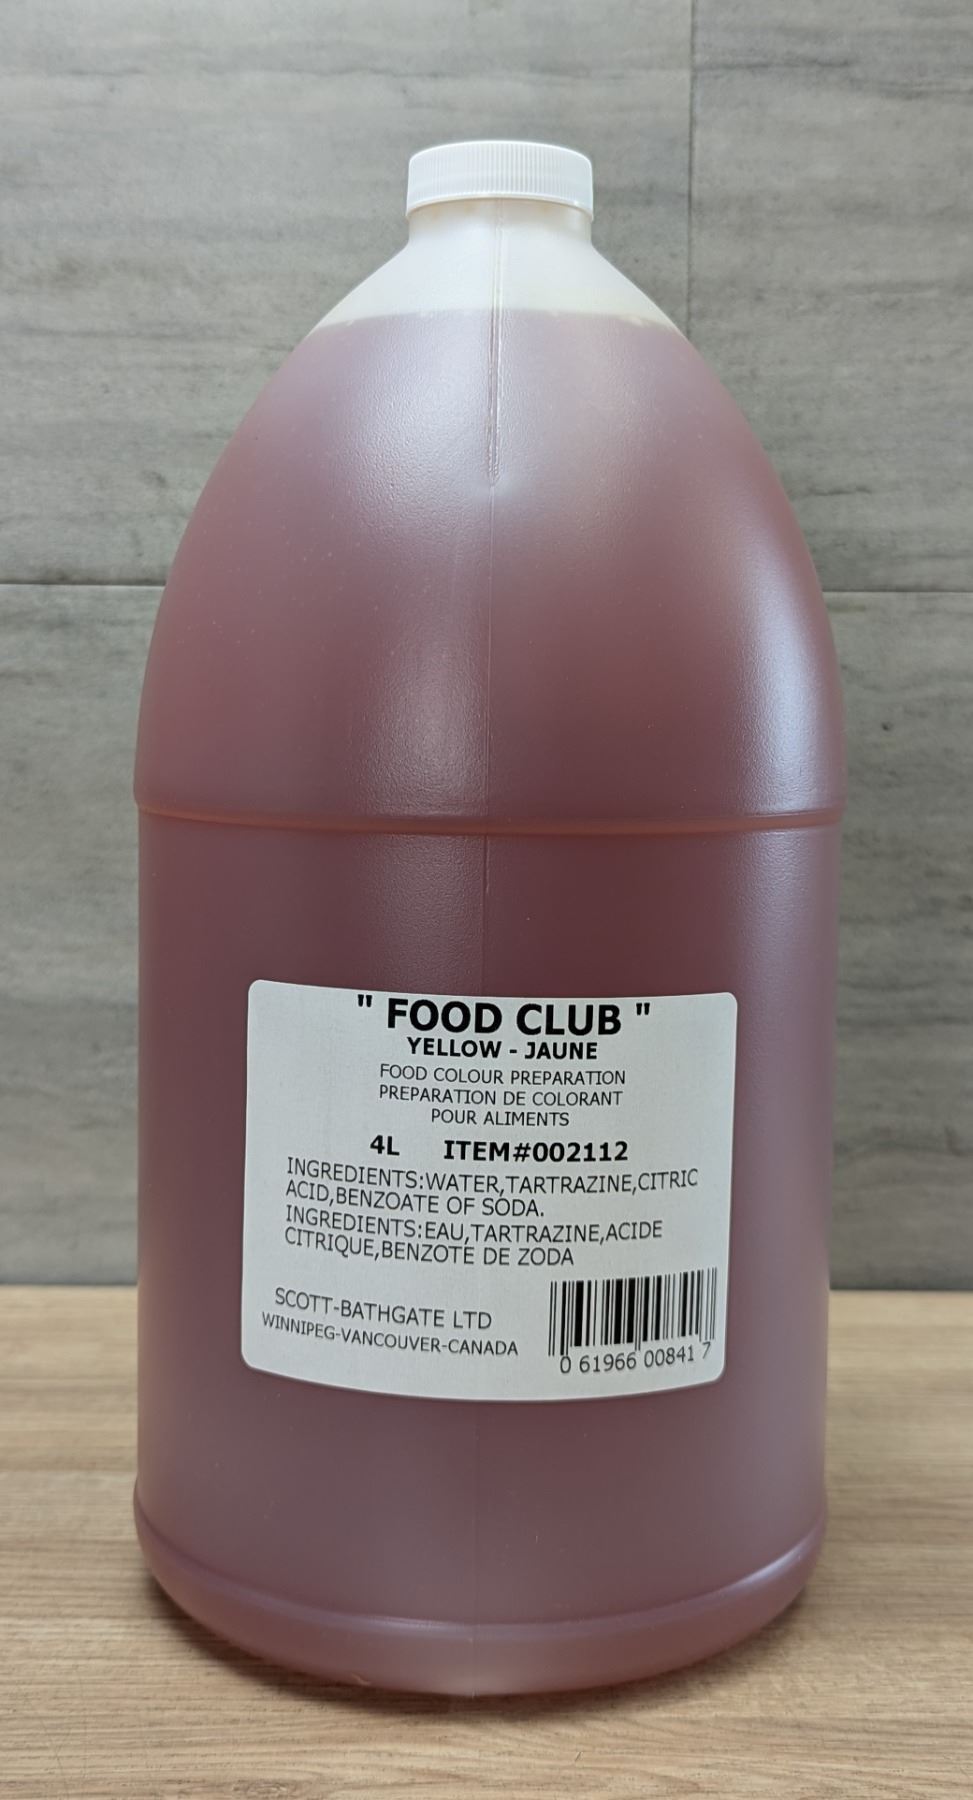 " FOOD CLUB "
YELLOW - JAUNE
FOOD COLOUR PREPARATION
PREPARATION DE COLORANT
POUR ALIMENTS
4L ITEM#002112
INGREDIENTS:WATER,TARTRAZINE,CITRIC
ACID,BENZOATE OF SODA.
INGREDIENTS:EAU,TARTRAZINE,ACIDE
CITRIQUE,BENZOTE DE ZODA
SCOTT-BATHGATE LTD
WINNIPEG-VANCOUVER-CANADA
0 61966 00841 7